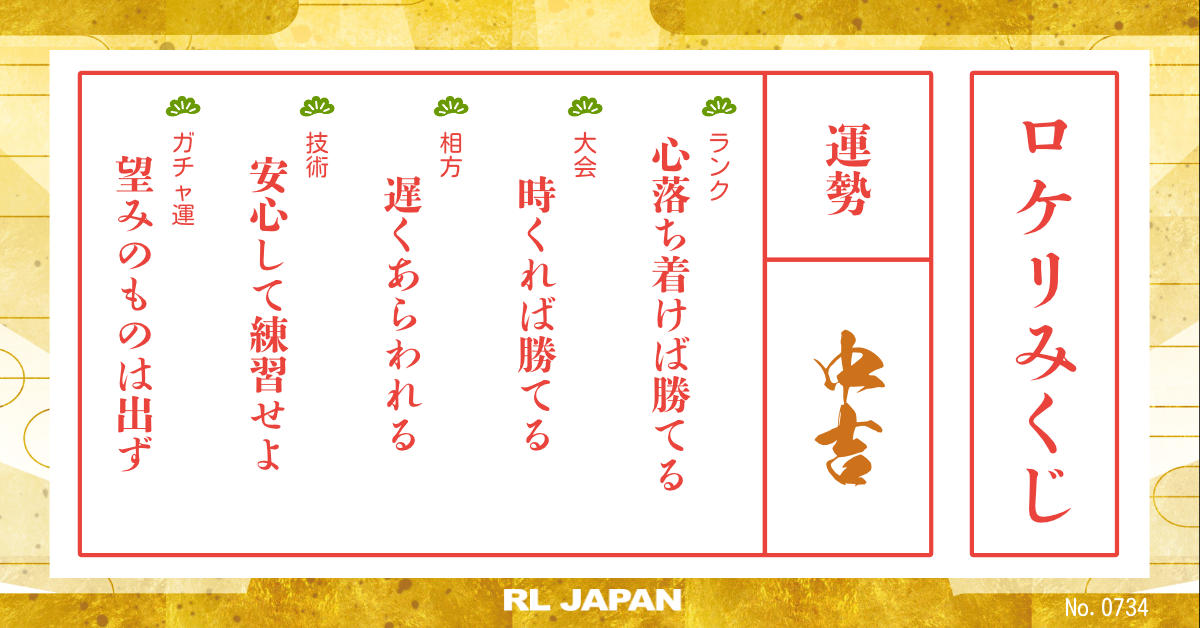 ロケリみくじ
運勢
中吉
ランク
心落ち着けば勝てる
大会
時くれば勝てる
相方
遅くあらわれる
技術
安心して練習せよ
ガチャ運
望みのものは出ず
RL JAPAN
No. 0734